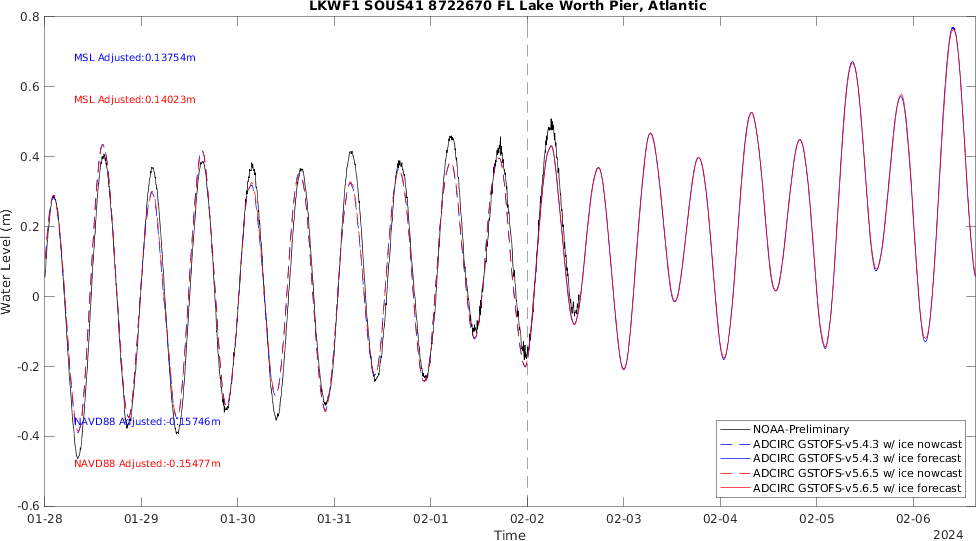 LKWF1 SOUS41 8722670 FL Lake Worth Pier, Atlantic
0.8
MSL Adjusted:0.13754m
0.6
MSL Adjusted:0.14023m
0.4
0.2
Water Level (m)
0
-0.2
NAVD88 Adjusted:-0.15746m
-0.4
NAVD88 Adjusted:-0.15477m
-0.6
NOAA-Preliminary
ADCIRC GSTOFS-v5.4.3 w/ ice nowcast
ADCIRC GSTOFS-v5.4.3 w/ ice forecast
ADCIRC GSTOFS-v5.6.5 w/ ice nowcast
ADCIRC GSTOFS-v5.6.5 w/ ice forecast
01-28 01-29 01-30 01-31 02-01 02-02 02-03 02-04 02-05 02-06
Time
2024